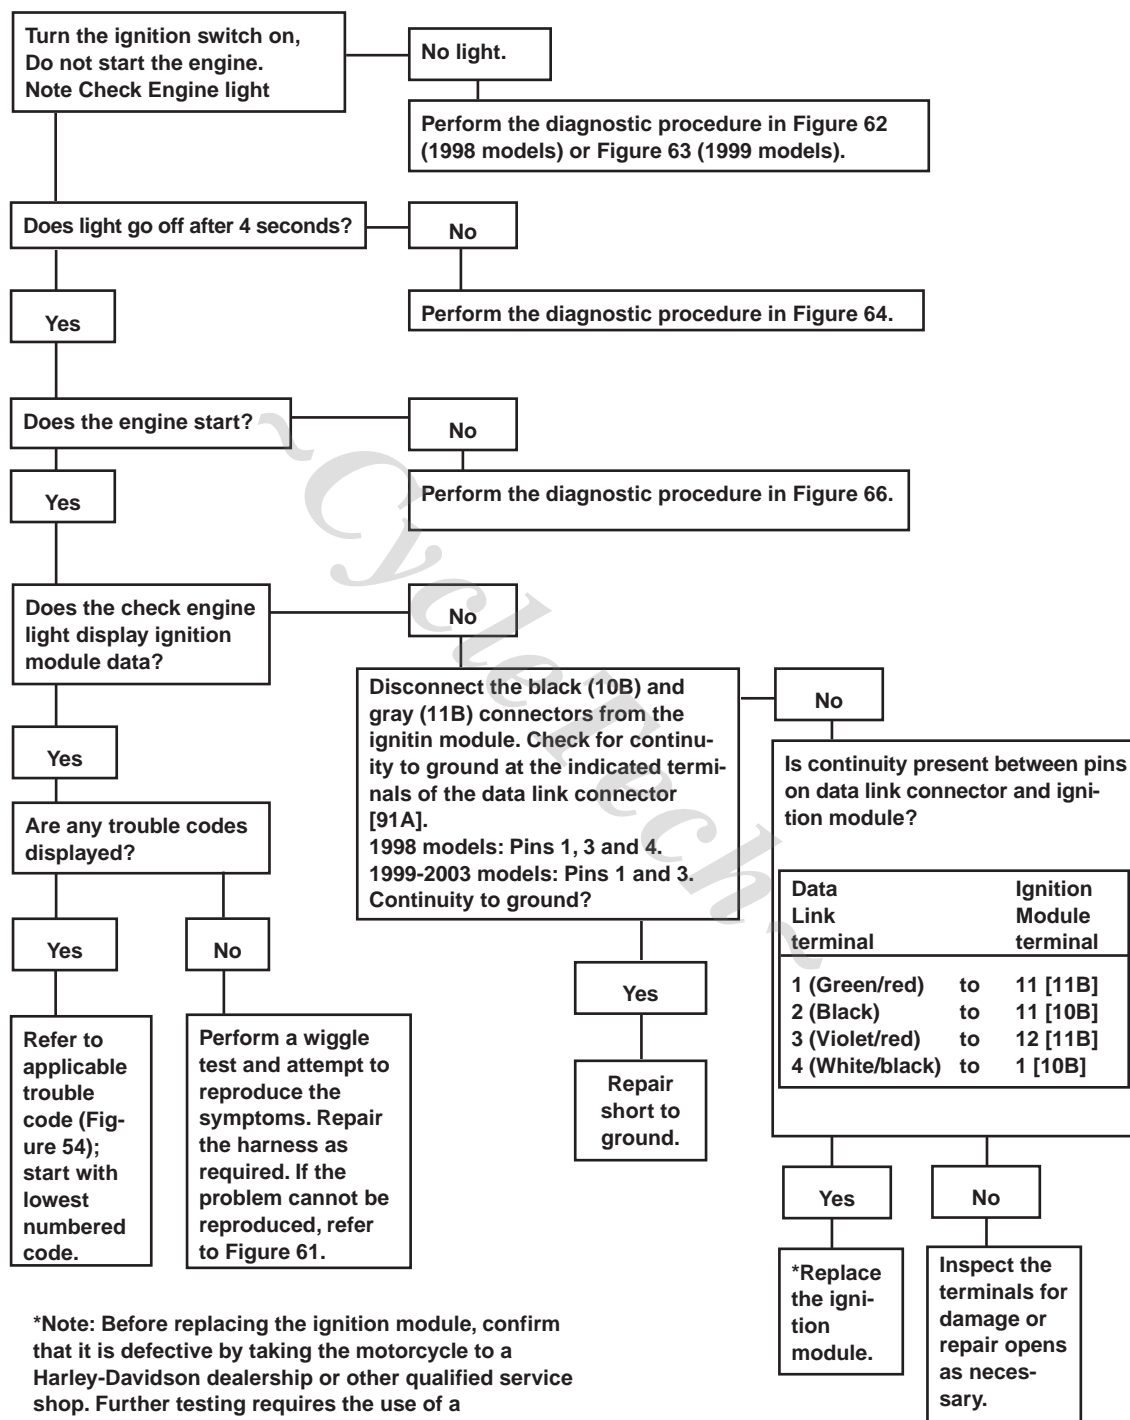 Turn the ignition switch on,
Do not start the engine.
Note Check Engine light
No light.
Perform the diagnostic procedure in Figure 62
(1998 models) or Figure 63 (1999 models).
Does light go off after 4 seconds?
No
Yes
Perform the diagnostic procedure in Figure 64.
Does the engine start?
No
Yes
Perform the diagnostic procedure in Figure 66.
Does the check engine
light display ignition
module data?
No
Disconnect the black (10B) and
gray (11B) connectors from the
ignitin module. Check for continu-
ity to ground at the indicated termi-
nals of the data link connector
[91A].
1998 models: Pins 1, 3 and 4.
1999-2003 models: Pins 1 and 3.
Continuity to ground?
No
Is continuity present between pins
on data link connector and igni-
tion module?
Data Ignition
Link Module
terminal terminal
1 (Green/red) to 11 [11B]
2 (Black) to 11 [10B]
3 (Violet/red) to 12 [11B]
4 (White/black) to 1 [10B]
Yes
Are any trouble codes
displayed?
Yes
No
Yes
Refer to
applicable
trouble
code (Fig-
ure 54);
start with
lowest
numbered
code.
Perform a wiggle
test and attempt to
reproduce the
symptoms. Repair
the harness as
required. If the
problem cannot be
reproduced, refer
to Figure 61.
Repair
short to
ground.
Yes
No
*Replace
the igni-
tion
module.
Inspect the
terminals for
damage or
repair opens
as neces-
sary.
*Note: Before replacing the ignition module, confirm
that it is defective by taking the motorcycle to a
Harley-Davidson dealership or other qualified service
shop. Further testing requires the use of a
~CycleTech~